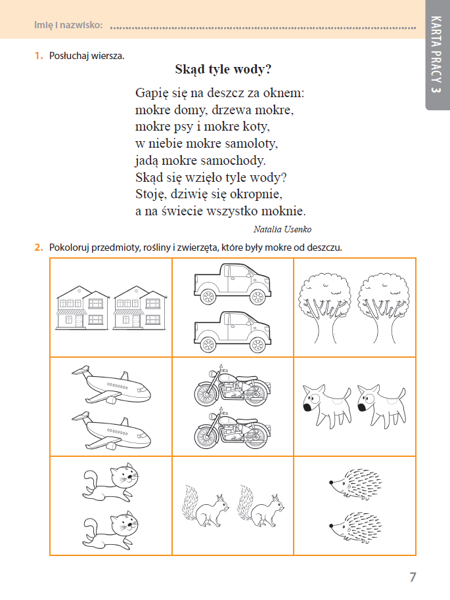 Imię i nazwisko:
KARTA PRACY 3
1. Posłuchaj wiersza.
Skąd tyle wody?
Gapię się na deszcz za oknem:
mokre domy, drzewa mokre,
mokre psy i mokre koty,
w niebie mokre samoloty,
jadą mokre samochody.
Skąd się wzięło tyle wody?
Stoję, dziwię się okropnie,
a na świecie wszystko moknie.
Natalia Usenko
2. Pokoloruj przedmioty, rośliny i zwierzęta, które były mokre od deszczu.
7